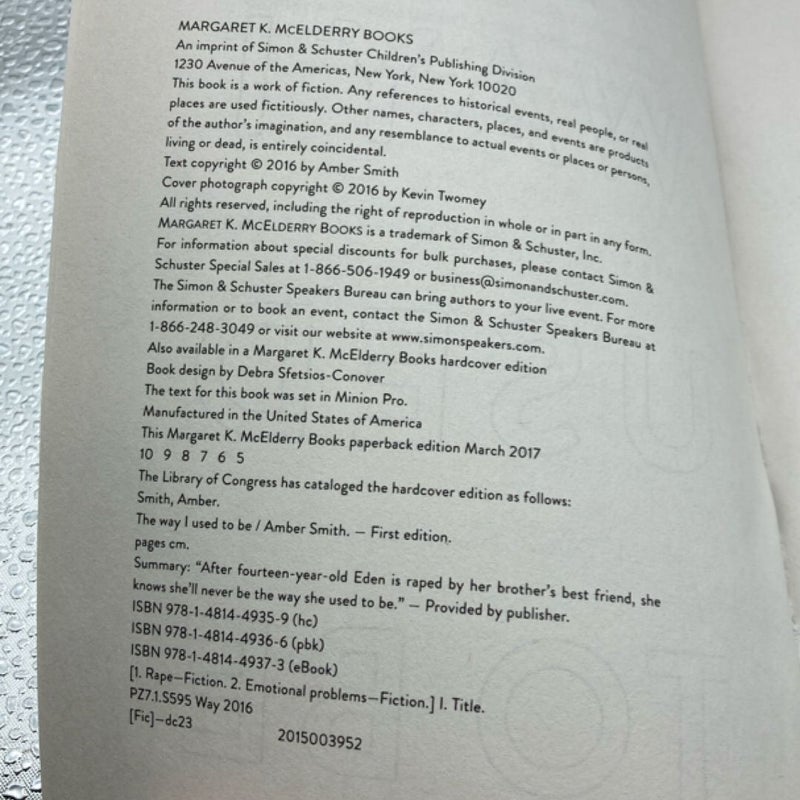 MARGARET K. McELDERRY BOOKS
An imprint of Simon & Schuster Children's Publishing Division
1230 Avenue of the Americas, New York, New York 10020
This book is a work of fiction. Any references to historical events, real people, or real
places are used fictitiously. Other names, characters, places, and events are products
of the author's imagination, and any resemblance to actual events or places or persons,
living or dead, is entirely coincidental.
Text copyright © 2016 by Amber Smith
Cover photograph copyright © 2016 by Kevin Twomey
All rights reserved, including the right of reproduction in whole or in part in any form.
MARGARET K. McELDERRY BOOKS is a trademark of Simon & Schuster, Inc.
For information about special discounts for bulk purchases, please contact Simon &
Schuster Special Sales at 1-866-506-1949 or business@simonandschuster.com.
The Simon & Schuster Speakers Bureau can bring authors to your live event. For more
information or to book an event, contact the Simon & Schuster Speakers Bureau at
1-866-248-3049 or visit our website at www.simonspeakers.com.
Also available in a Margaret K. McElderry Books hardcover edition
Book design by Debra Sfetsios-Conover
The text for this book was set in Minion Pro.
Manufactured in the United States of America
This Margaret K. McElderry Books paperback edition March 2017
10 9 8 7 6 5
The Library of Congress has cataloged the hardcover edition as follows:
Smith, Amber.
The way I used to be / Amber Smith. — First edition.
pages cm.
Summary: "After fourteen-year-old Eden is raped by her brother's best friend, she
knows she'll never be the way she used to be." — Provided by publisher.
ISBN 978-1-4814-4935-9 (hc)
ISBN 978-1-4814-4936-6 (pbk)
ISBN 978-1-4814-4937-3 (eBook)
[1. Rape—Fiction. 2. Emotional problems—Fiction.] I. Title.
PZ7.1.S595 Way 2016
[Fic]—dc23
2015003952